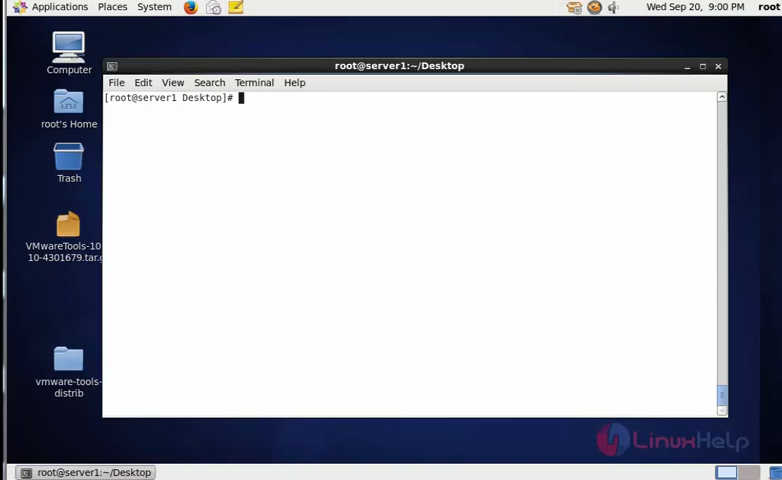 Applications Places System
Wed Sep 20, 9:00 PM root
Computer
root's Home
Trash
VMwareTools-10
10-4301679.tar.g
vmware-tools-
distrib
root@server1:~/Desktop
File Edit View Search Terminal Help
[root@server1 Desktop]#
LinuxHelp
root@server1:~/Desktop